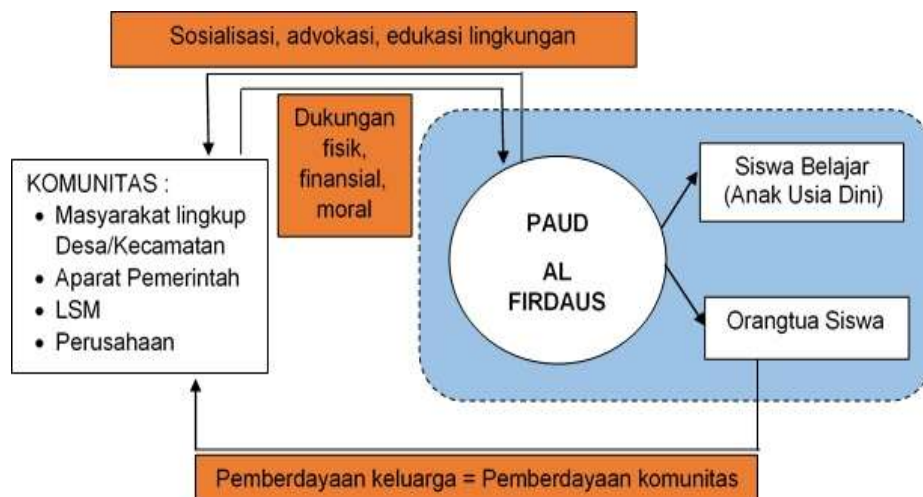 Sosialisasi, advokasi, edukasi lingkungan
Dukungan
fisik,
finansial,
moral
KOMUNITAS :
• Masyarakat lingkup
Desa/Kecamatan
• Aparat Pemerintah
• LSM
• Perusahaan
PAUD
AL
FIRDAUS
Siswa Belajar
(Anak Usia Dini)
Orangtua Siswa
Pemberdayaan keluarga = Pemberdayaan komunitas